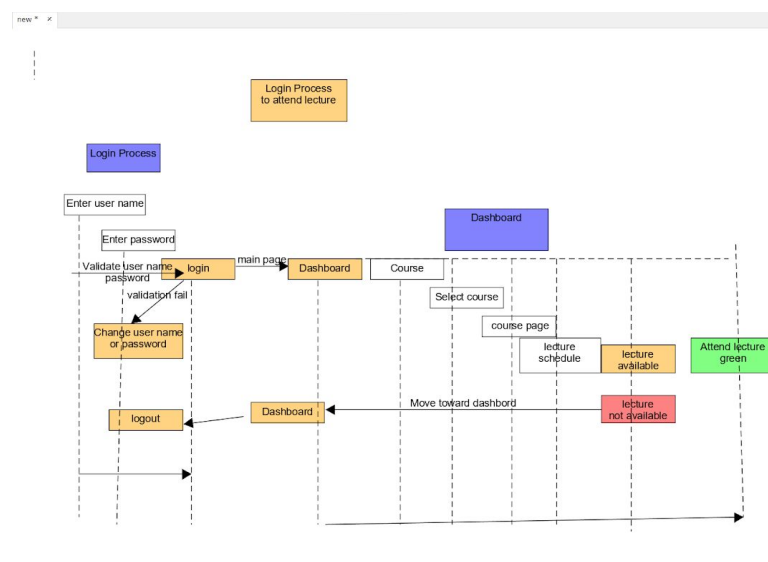 new *
Login Process
to attend lecture
Login Process
Enter user name
Dashboard
Enter password
Validate user name
password
login
main page
Dashboard
Course
validation fail
Select course
course page
Change user name
or password
lecture
schedule
lecture
available
Attend lecture
green
logout
Dashboard
Move toward dashbord
lecture
not available